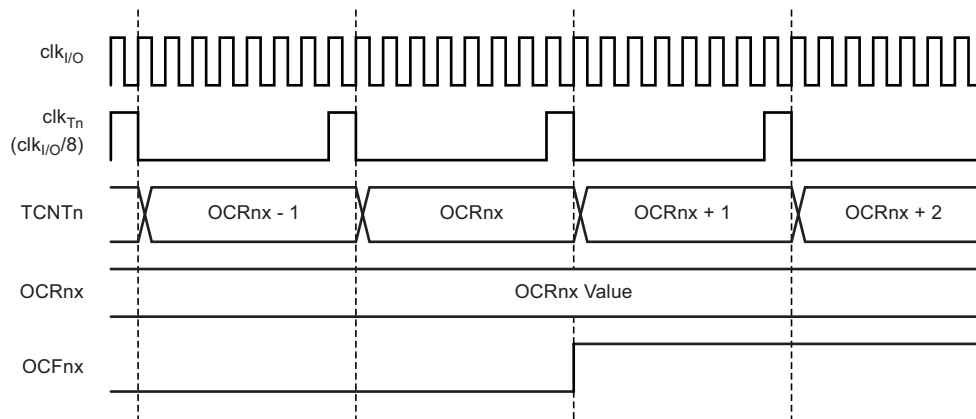 clkI/O
clkTn
(clkI/O/8)
TCNTn
OCRnx - 1
OCRnx
OCRnx + 1
OCRnx + 2
OCRnx
OCRnx Value
OCFnx